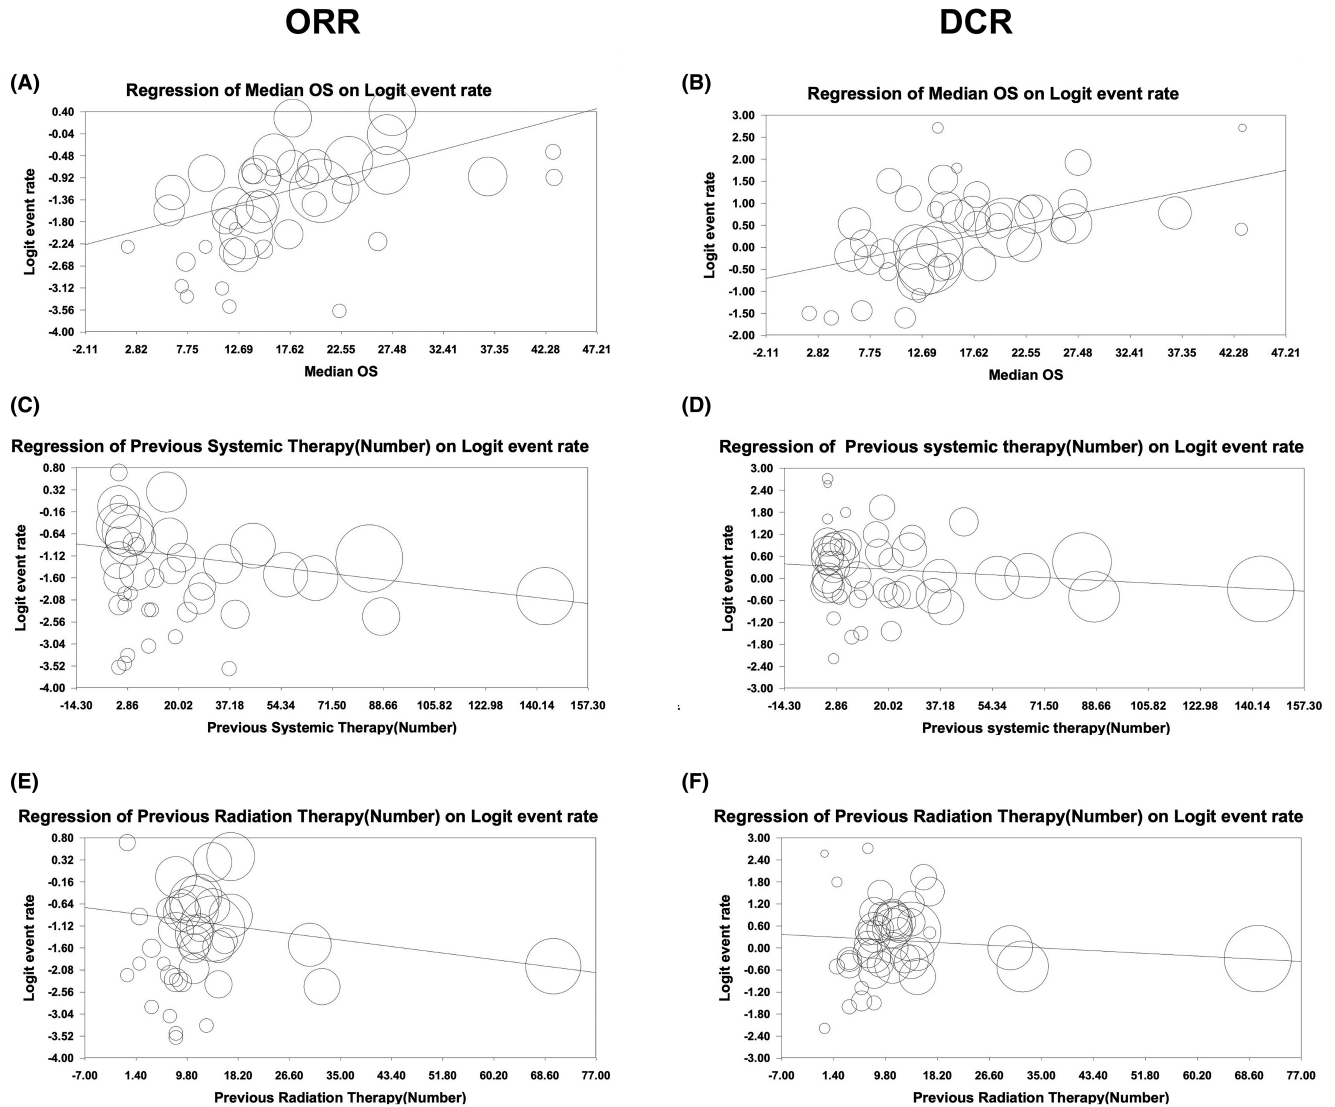 ORR
DCR
(A)
Regression of Median OS on Logit event rate
0.40
-0.04
-0.48
-0.92
-1.36
-1.80
-2.24
-2.68
-3.12
-3.56
-4.00
Logit event rate
-2.11 2.82 7.75 12.69 17.62 22.55 27.48 32.41 37.35 42.28 47.21
Median OS
(B)
Regression of Median OS on Logit event rate
3.00
2.50
2.00
1.50
1.00
0.50
0.00
-0.50
-1.00
-1.50
-2.00
Logit event rate
-2.11 2.82 7.75 12.69 17.62 22.55 27.48 32.41 37.35 42.28 47.21
Median OS
(C)
Regression of Previous Systemic Therapy(Number) on Logit event rate
0.80
0.32
-0.16
-0.64
-1.12
-1.60
-2.08
-2.56
-3.04
-3.52
-4.00
Logit event rate
-14.30 2.86 20.02 37.18 54.34 71.50 88.66 105.82 122.98 140.14 157.30
Previous Systemic Therapy(Number)
(D)
Regression of Previous systemic therapy(Number) on Logit event rate
3.00
2.40
1.80
1.20
0.60
0.00
-0.60
-1.20
-1.80
-2.40
-3.00
Logit event rate
-14.30 2.86 20.02 37.18 54.34 71.50 88.66 105.82 122.98 140.14 157.30
Previous systemic therapy(Number)
(E)
Regression of Previous Radiation Therapy(Number) on Logit event rate
0.80
0.32
-0.16
-0.64
-1.12
-1.60
-2.08
-2.56
-3.04
-3.52
-4.00
Logit event rate
-7.00 1.40 9.80 18.20 26.60 35.00 43.40 51.80 60.20 68.60 77.00
Previous Radiation Therapy(Number)
(F)
Regression of Previous Radiation Therapy(Number) on Logit event rate
3.00
2.40
1.80
1.20
0.60
0.00
-0.60
-1.20
-1.80
-2.40
-3.00
Logit event rate
-7.00 1.40 9.80 18.20 26.60 35.00 43.40 51.80 60.20 68.60 77.00
Previous Radiation Therapy(Number)